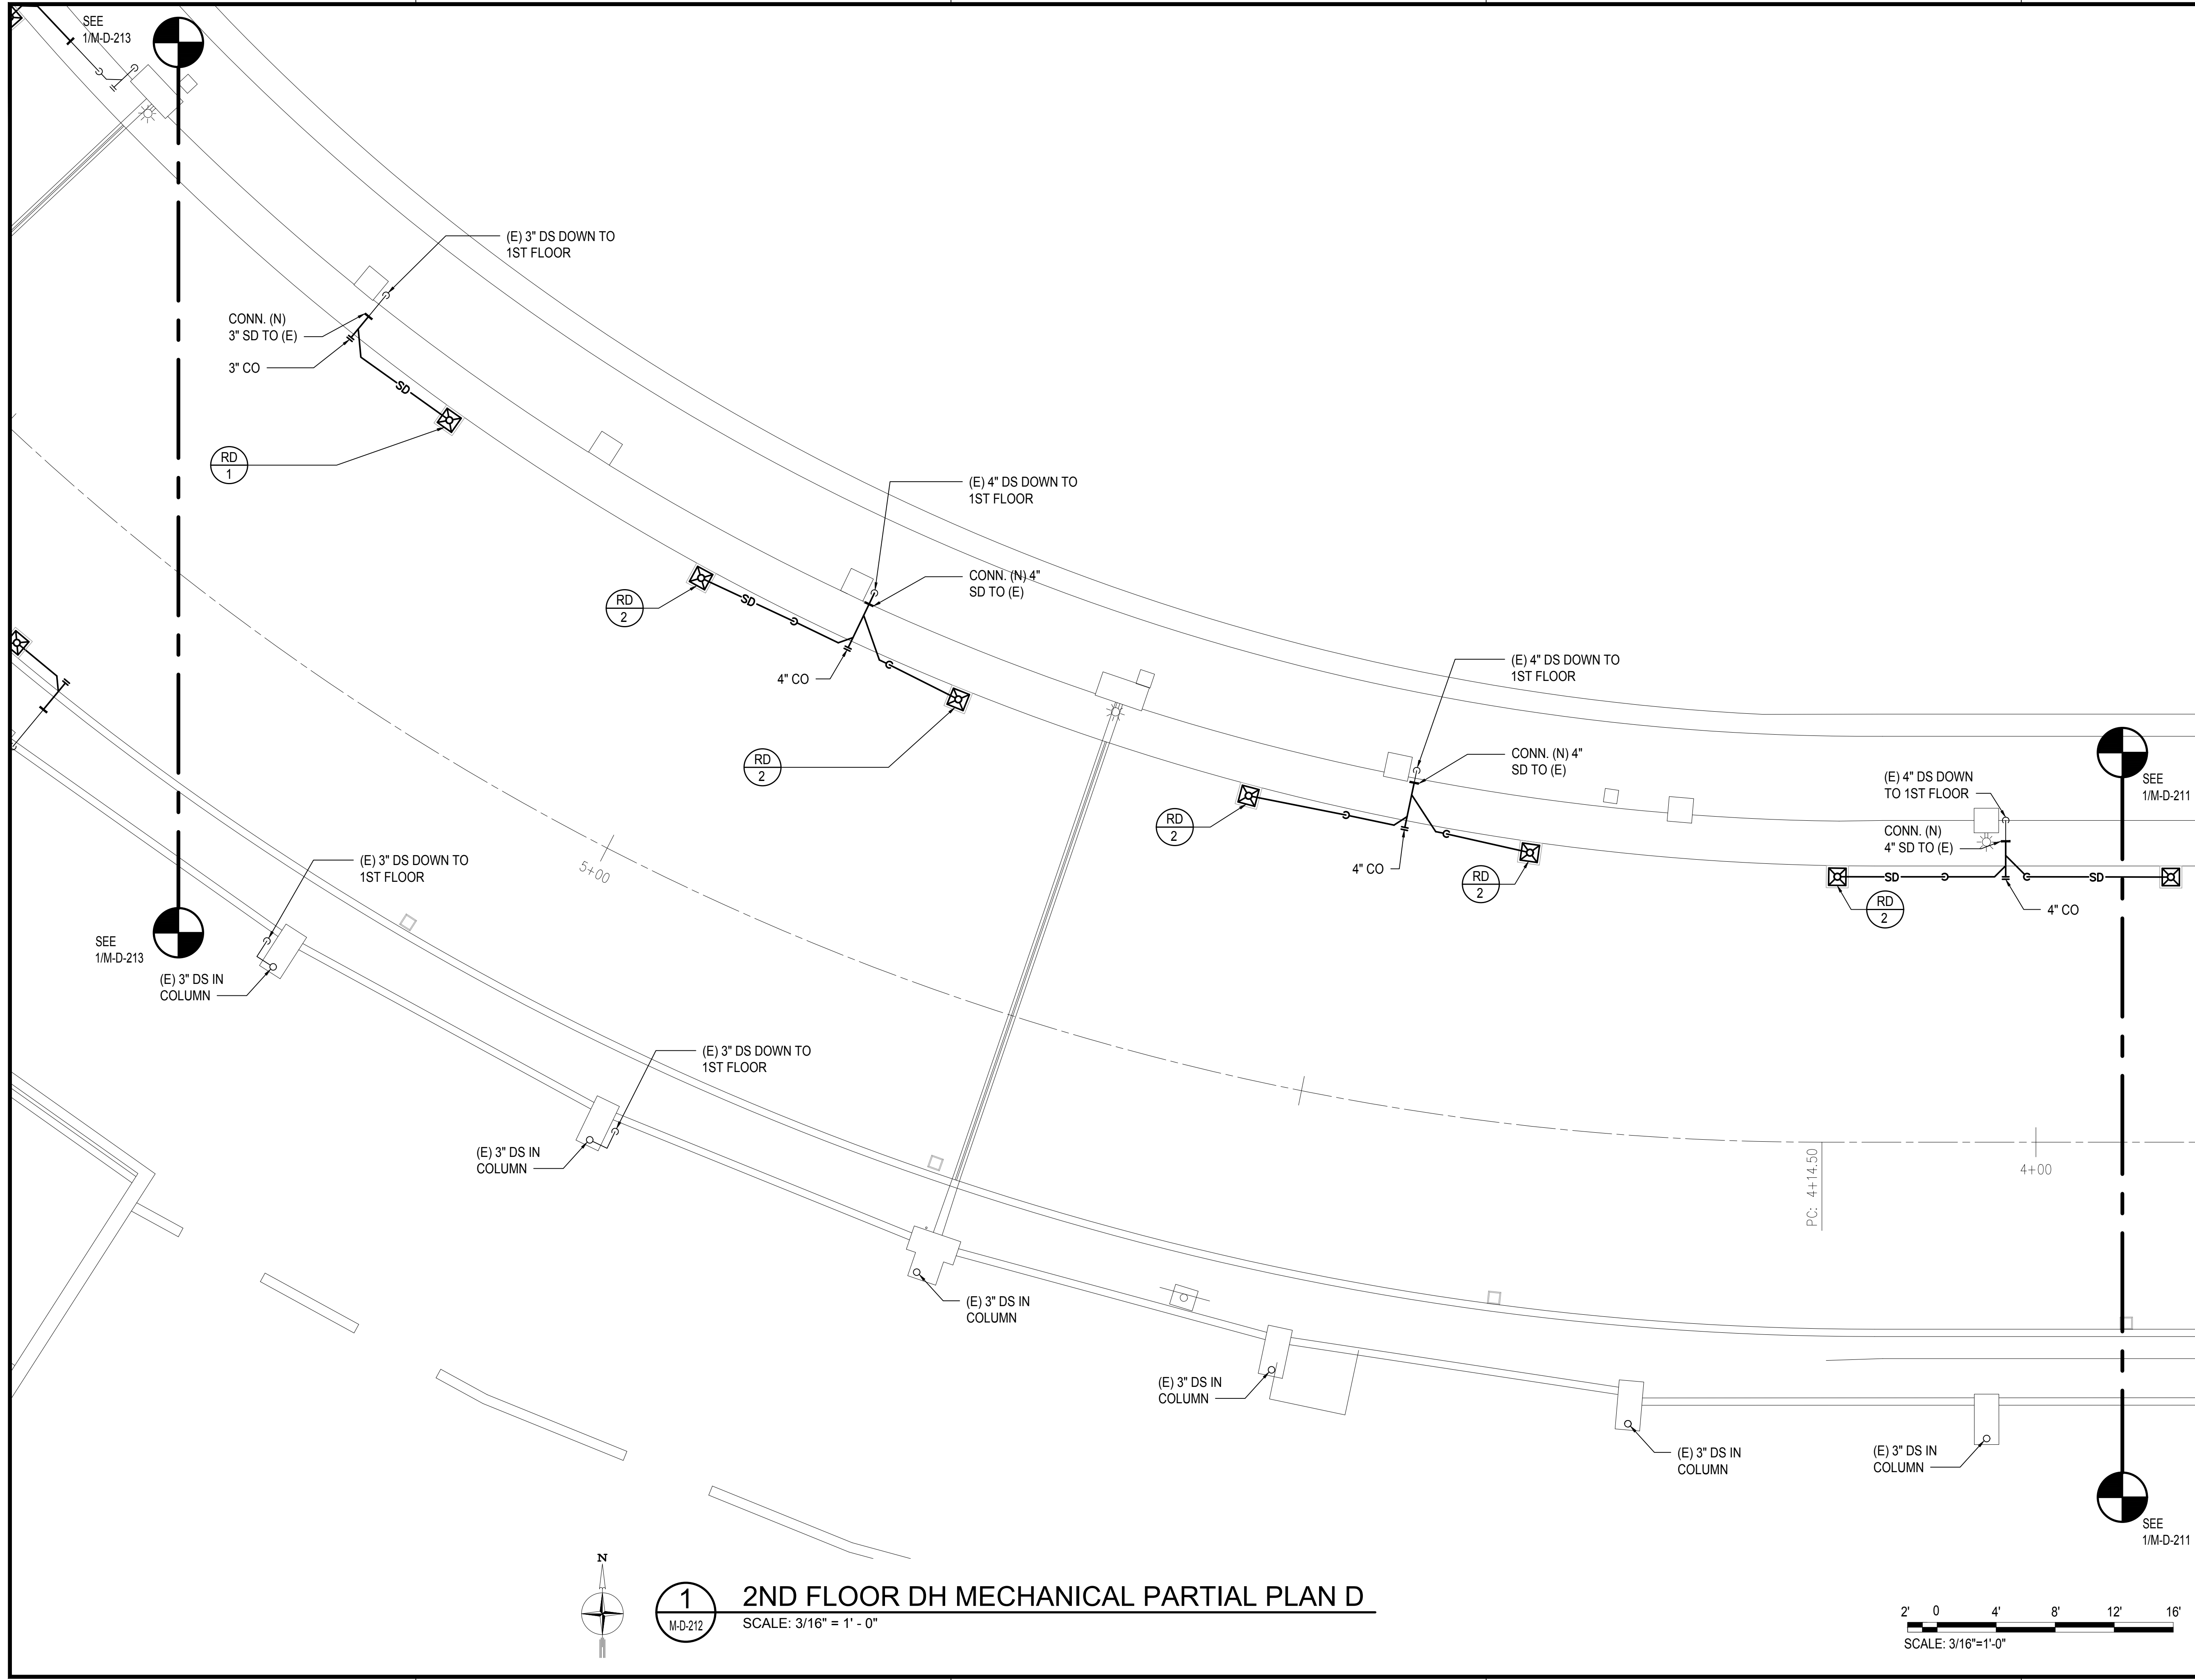 SEE
1/M-D-213
(E) 3" DS DOWN TO
1ST FLOOR
CONN. (N)
3" SD TO (E)
3" CO
SD
RD
1
(E) 4" DS DOWN TO
1ST FLOOR
CONN. (N) 4"
SD TO (E)
RD
2
SD
4" CO
RD
2
(E) 4" DS DOWN TO
1ST FLOOR
CONN. (N) 4"
SD TO (E)
RD
2
4" CO
RD
2
(E) 4" DS DOWN
TO 1ST FLOOR
CONN. (N)
4" SD TO (E)
SEE
1/M-D-211
SD
SD
RD
2
4" CO
5+00
(E) 3" DS DOWN TO
1ST FLOOR
SEE
1/M-D-213
(E) 3" DS IN
COLUMN
(E) 3" DS DOWN TO
1ST FLOOR
(E) 3" DS IN
COLUMN
PC: 4+14.50
4+00
(E) 3" DS IN
COLUMN
(E) 3" DS IN
COLUMN
(E) 3" DS IN
COLUMN
(E) 3" DS IN
COLUMN
SEE
1/M-D-211
N
1
M-D-212
2ND FLOOR DH MECHANICAL PARTIAL PLAN D
SCALE: 3/16" = 1' - 0"
2' 0 4' 8' 12' 16'
SCALE: 3/16"=1'-0"